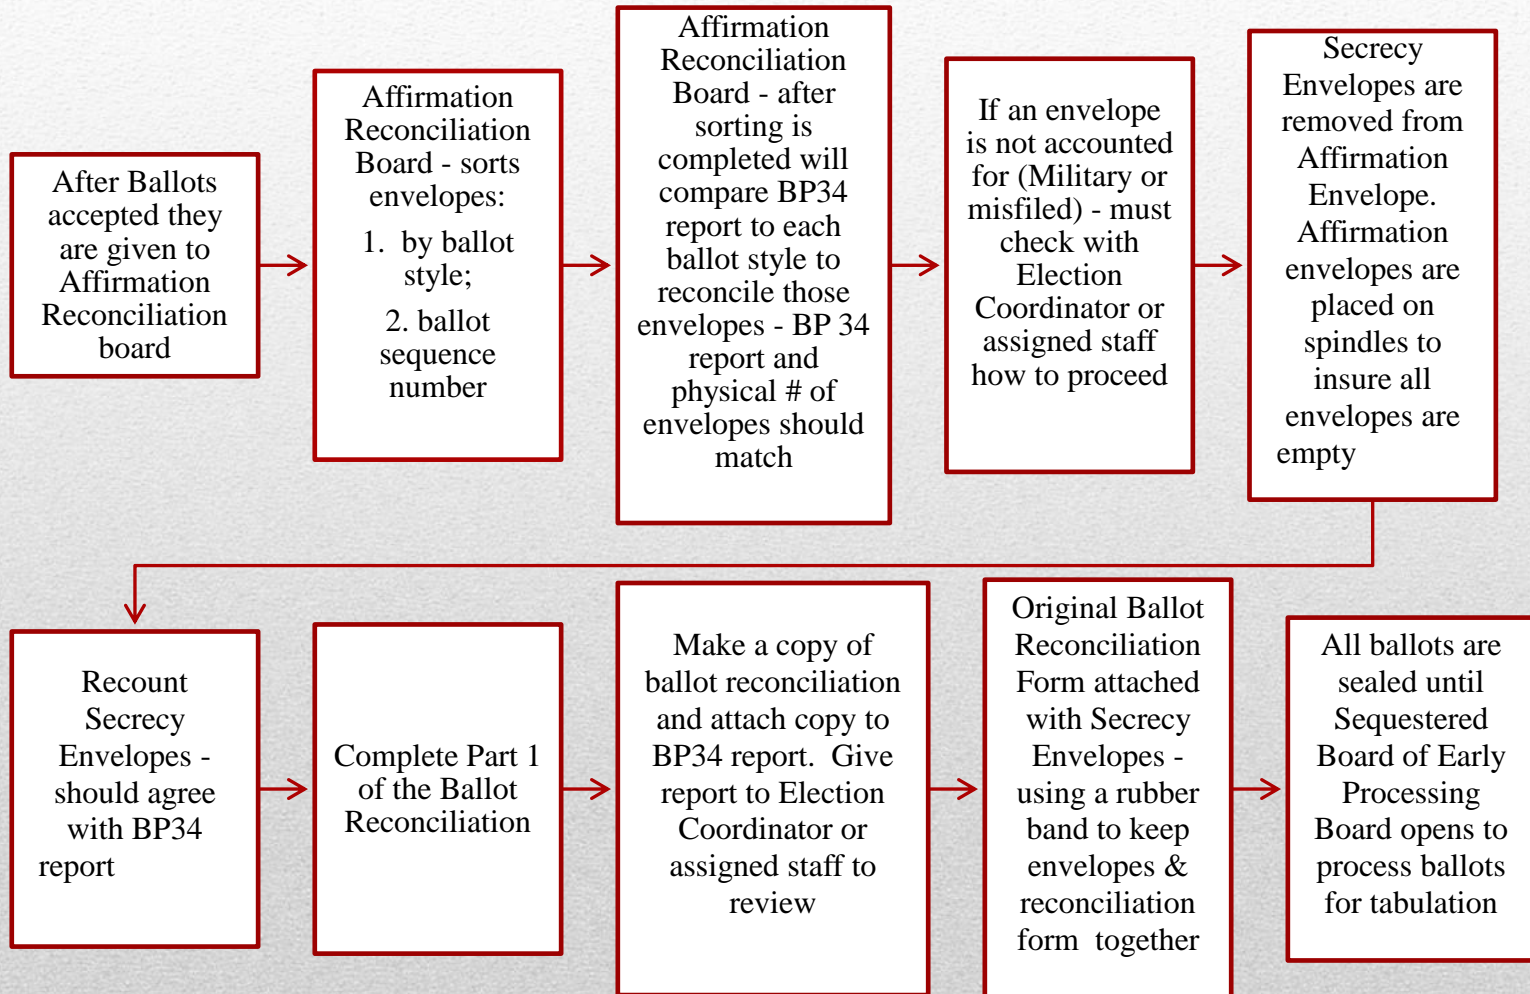 After Ballots
accepted they
are given to
Affirmation
Reconciliation
board
Affirmation
Reconciliation
Board - sorts
envelopes:
1. by ballot
style;
2. ballot
sequence
number
Affirmation
Reconciliation
Board - after
sorting is
completed will
compare BP34
report to each
ballot style to
reconcile those
envelopes - BP 34
report and
physical # of
envelopes should
match
If an envelope
is not accounted
for (Military or
misfiled) - must
check with
Election
Coordinator or
assigned staff
how to proceed
Secrecy
Envelopes are
removed from
Affirmation
Envelope.
Affirmation
envelopes are
placed on
spindles to
insure all
envelopes are
empty
Recount
Secrecy
Envelopes -
should agree
with BP34
report
Complete Part 1
of the Ballot
Reconciliation
Make a copy of
ballot reconciliation
and attach copy to
BP34 report. Give
report to Election
Coordinator or
assigned staff to
review
Original Ballot
Reconciliation
Form attached
with Secrecy
Envelopes -
using a rubber
band to keep
envelopes &
reconciliation
form together
All ballots are
sealed until
Sequestered
Board of Early
Processing
Board opens to
process ballots
for tabulation